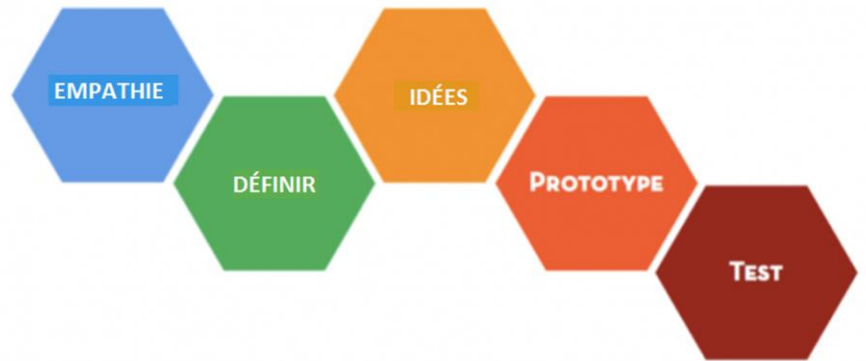 EMPATHIE
DÉFINIR
IDÉES
PROTOTYPE
TEST